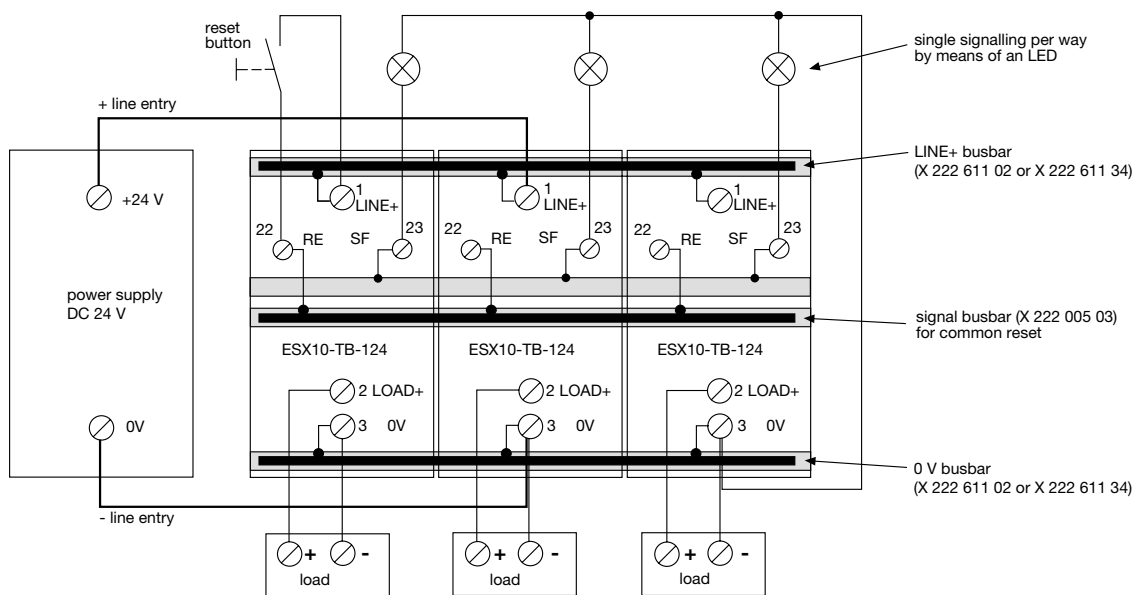 reset
button
single signalling per way
by means of an LED
+ line entry
LINE+ busbar
(X 222 611 02 or X 222 611 34)
+24 V
1
LINE+
1
LINE+
1
LINE+
22
RE
SF
23
22
RE
SF
23
22
RE
SF
23
power supply
DC 24 V
signal busbar (X 222 005 03)
for common reset
ESX10-TB-124
ESX10-TB-124
ESX10-TB-124
2 LOAD+
2 LOAD+
2 LOAD+
0V
3 0V
3 0V
3 0V
0 V busbar
(X 222 611 02 or X 222 611 34)
- line entry
+ -
load
+ -
load
+ -
load